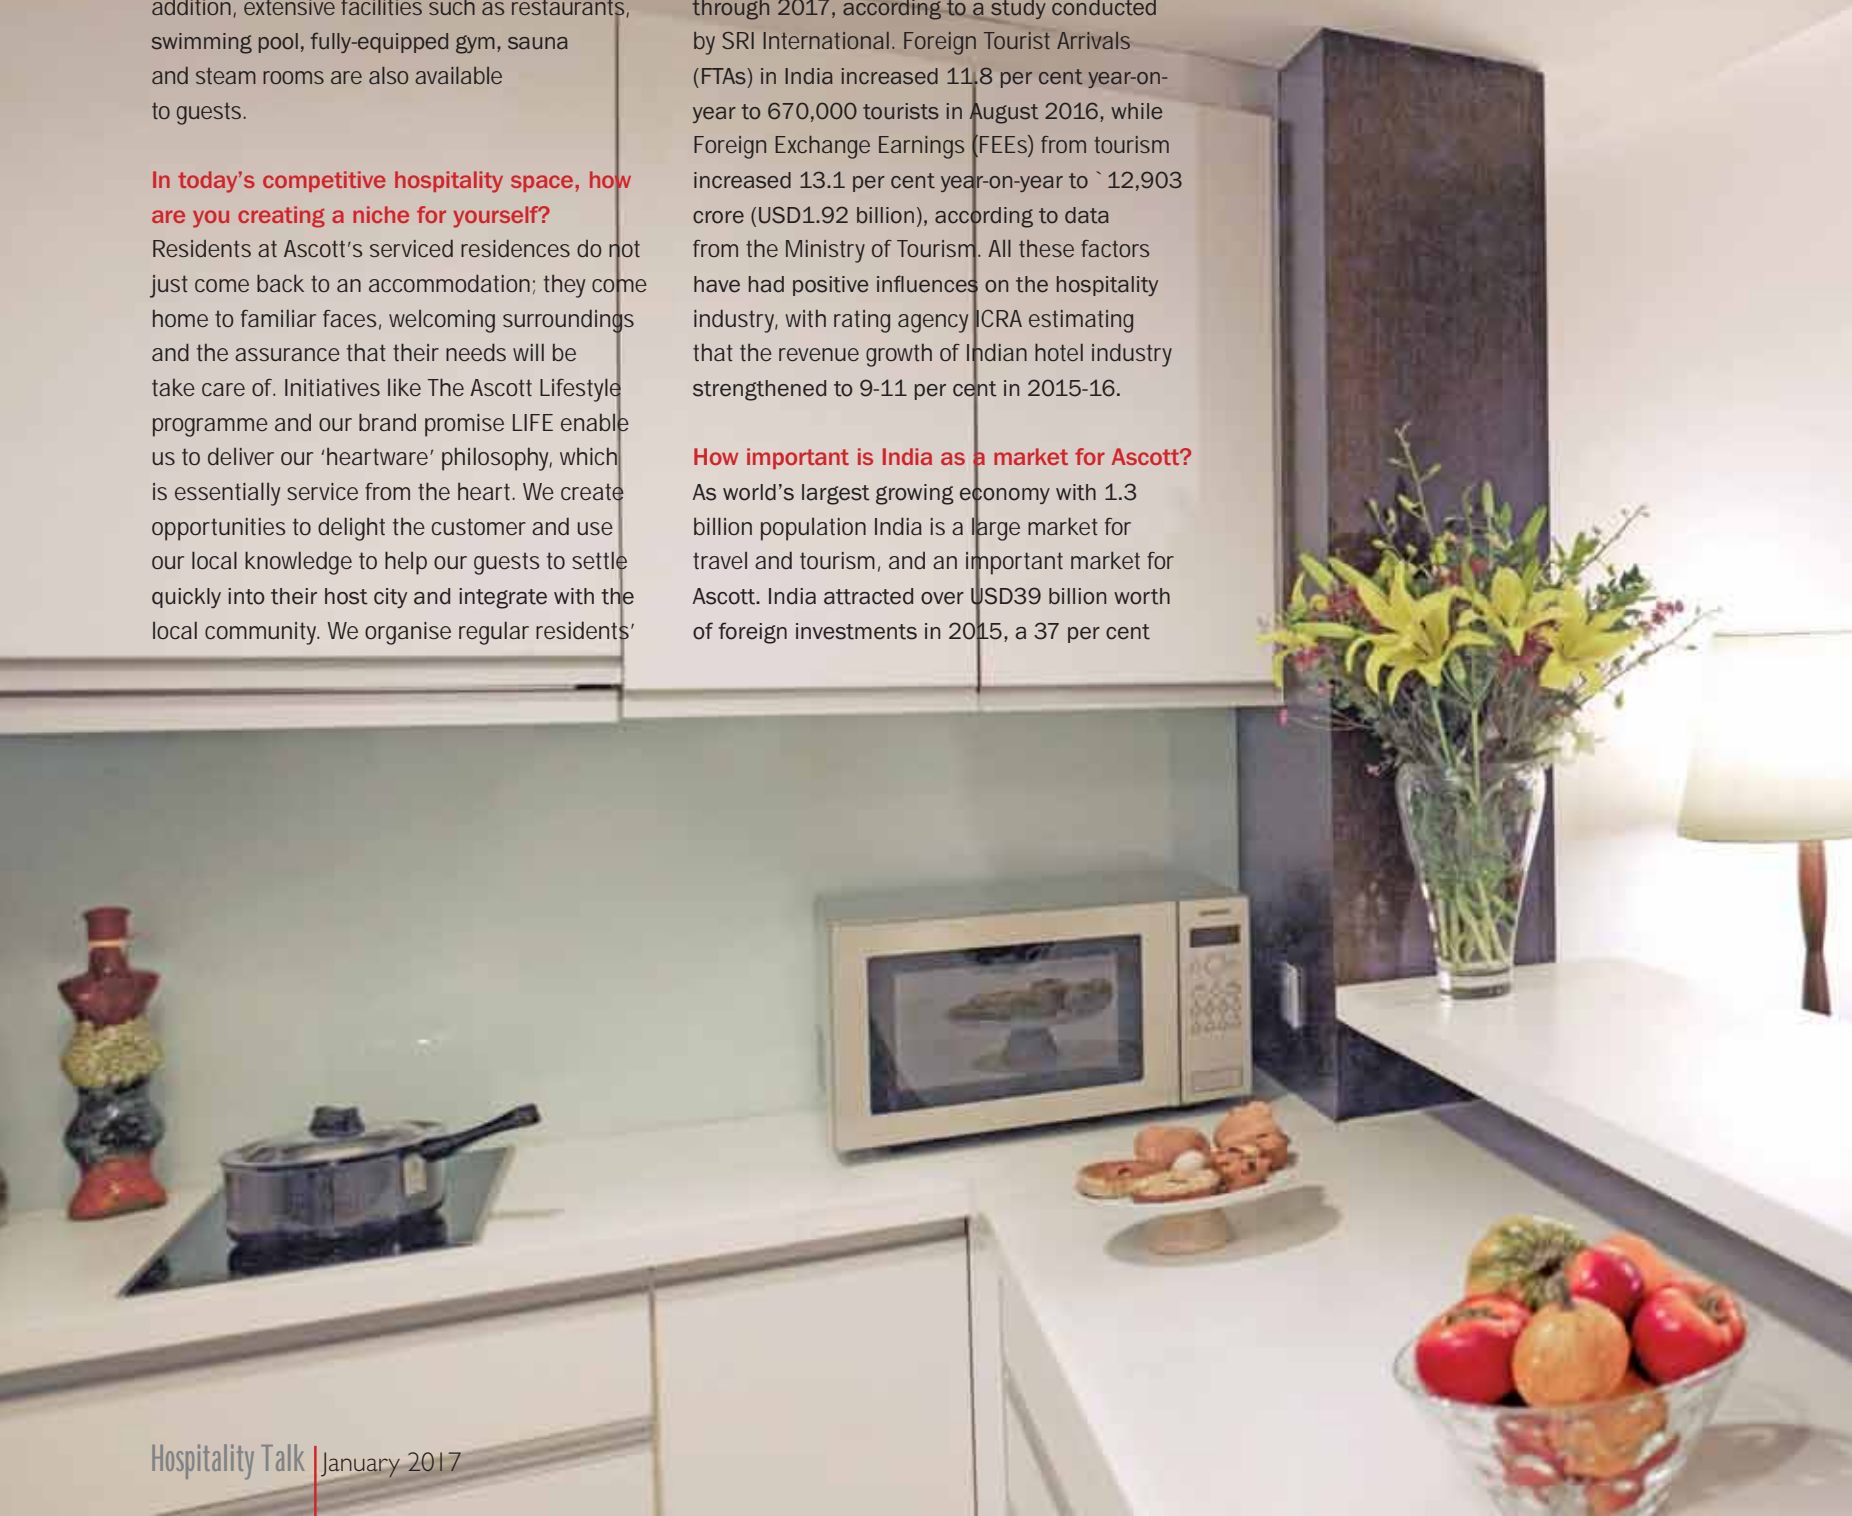 addition, extensive facilities such as restaurants,
swimming pool, fully-equipped gym, sauna
and steam rooms are also available
to guests.
In today's competitive hospitality space, how
are you creating a niche for yourself?
Residents at Ascott's serviced residences do not
just come back to an accommodation; they come
home to familiar faces, welcoming surroundings
and the assurance that their needs will be
take care of. Initiatives like The Ascott Lifestyle
programme and our brand promise LIFE enable
us to deliver our 'heartware' philosophy, which
is essentially service from the heart. We create
opportunities to delight the customer and use
our local knowledge to help our guests to settle
quickly into their host city and integrate with the
local community. We organise regular residents'
through 2017, according to a study conducted
by SRI International. Foreign Tourist Arrivals
(FTAs) in India increased 11.8 per cent year-on-
year to 670,000 tourists in August 2016, while
Foreign Exchange Earnings (FEEs) from tourism
increased 13.1 per cent year-on-year to `12,903
crore (USD1.92 billion), according to data
from the Ministry of Tourism. All these factors
have had positive influences on the hospitality
industry, with rating agency ICRA estimating
that the revenue growth of Indian hotel industry
strengthened to 9-11 per cent in 2015-16.
How important is India as a market for Ascott?
As world's largest growing economy with 1.3
billion population India is a large market for
travel and tourism, and an important market for
Ascott. India attracted over USD39 billion worth
of foreign investments in 2015, a 37 per cent
Hospitality Talk | January 2017